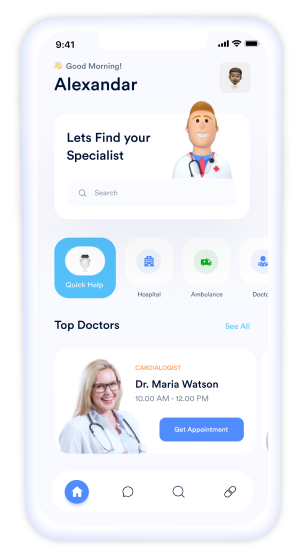 9:41
👋 Good Morning!
Alexandar
Lets Find your
Specialist
Search
Quick Help
Hospital
Ambulance
Docto
Top Doctors
See All
CARDIALOGIST
Dr. Maria Watson
10.00 AM - 12.00 PM
Get Appointment